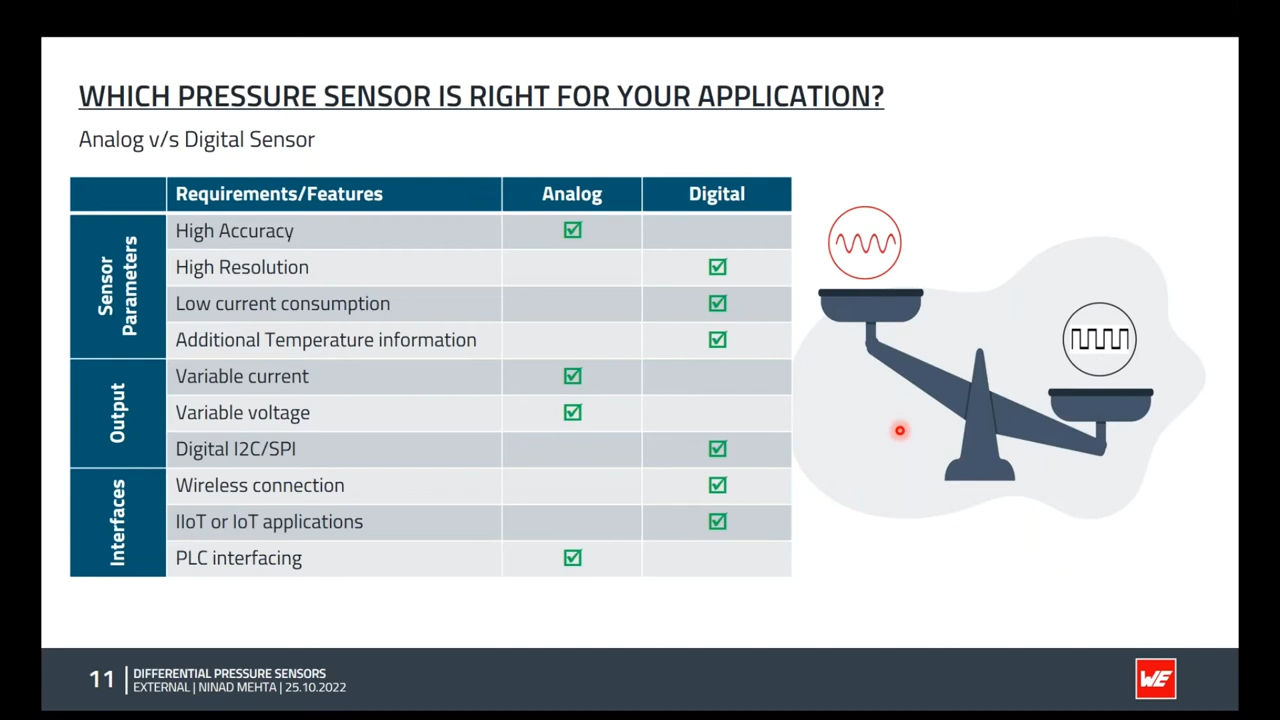 WHICH PRESSURE SENSOR IS RIGHT FOR YOUR APPLICATION?
Analog v/s Digital Sensor
Requirements/Features Analog Digital
Sensor
Parameters
High Accuracy
High Resolution
Low current consumption
Additional Temperature information
Output
Variable current
Variable voltage
Digital I2C/SPI
Interfaces
Wireless connection
IIoT or IoT applications
PLC interfacing
11
DIFFERENTIAL PRESSURE SENSORS
EXTERNAL | NINAD MEHTA | 25.10.2022
WE